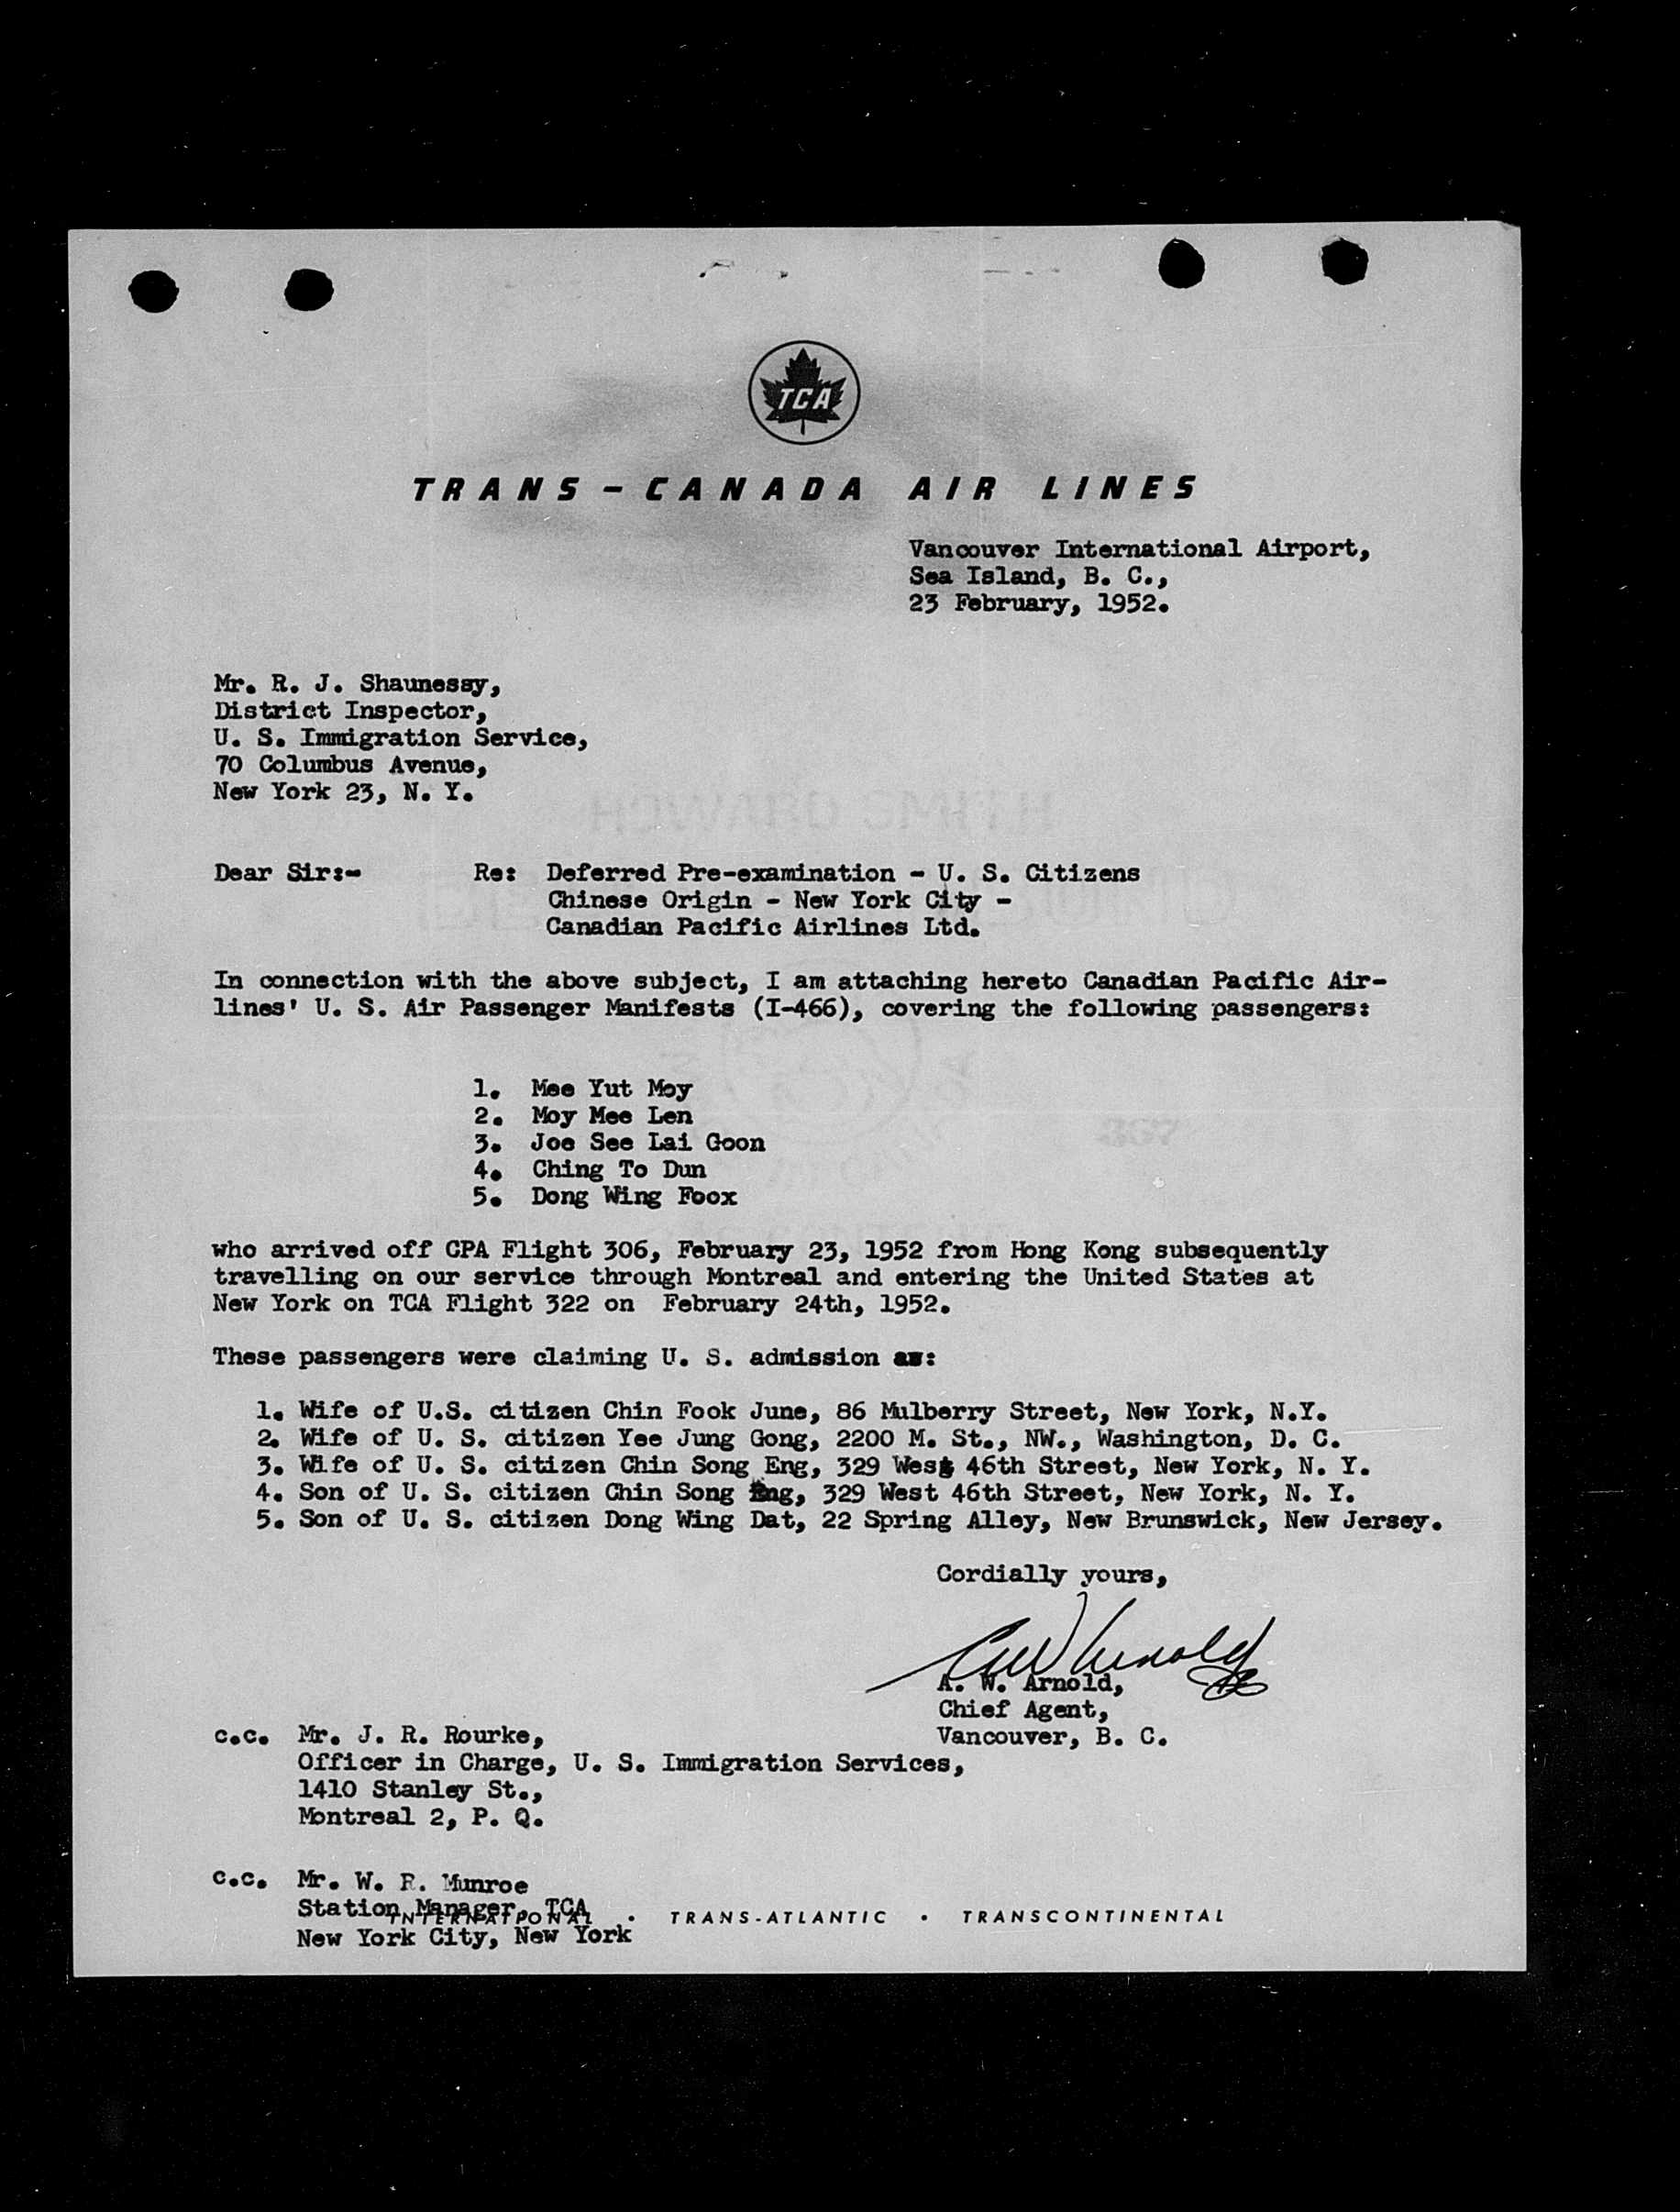 TCA
TRANS - CANADA AIR LINES
Vancouver International Airport,
Sea Island, B. C.,
23 February, 1952.
Mr. R. J. Shaunessy,
District Inspector,
U. S. Immigration Service,
70 Columbus Avenue,
New York 23, N. Y.
Dear Sir:- Re: Deferred Pre-examination - U. S. Citizens
Chinese Origin - New York City -
Canadian Pacific Airlines Ltd.
In connection with the above subject, I am attaching hereto Canadian Pacific Air-
lines' U. S. Air Passenger Manifests (I-466), covering the following passengers:
1. Mee Yut Moy
2. Moy Mee Len
3. Joe See Lai Goon
4. Ching To Dun
5. Dong Wing Foox
who arrived off CPA Flight 306, February 23, 1952 from Hong Kong subsequently
travelling on our service through Montreal and entering the United States at
New York on TCA Flight 322 on February 24th, 1952.
These passengers were claiming U. S. admission as:
1. Wife of U.S. citizen Chin Fook June, 86 Mulberry Street, New York, N.Y.
2. Wife of U. S. citizen Yee Jung Gong, 2200 M. St., NW., Washington, D. C.
3. Wife of U. S. citizen Chin Song Eng, 329 West 46th Street, New York, N. Y.
4. Son of U. S. citizen Chin Song Eng, 329 West 46th Street, New York, N. Y.
5. Son of U. S. citizen Dong Wing Dat, 22 Spring Alley, New Brunswick, New Jersey.
Cordially yours,
AW Arnold
A. W. Arnold,
Chief Agent,
Vancouver, B. C.
c.c. Mr. J. R. Rourke,
Officer in Charge, U. S. Immigration Services,
1410 Stanley St.,
Montreal 2, P. Q.
c.c. Mr. W. R. Munroe
Station Manager, TCA
New York City, New York
INTERNATIONAL • TRANS-ATLANTIC • TRANSCONTINENTAL